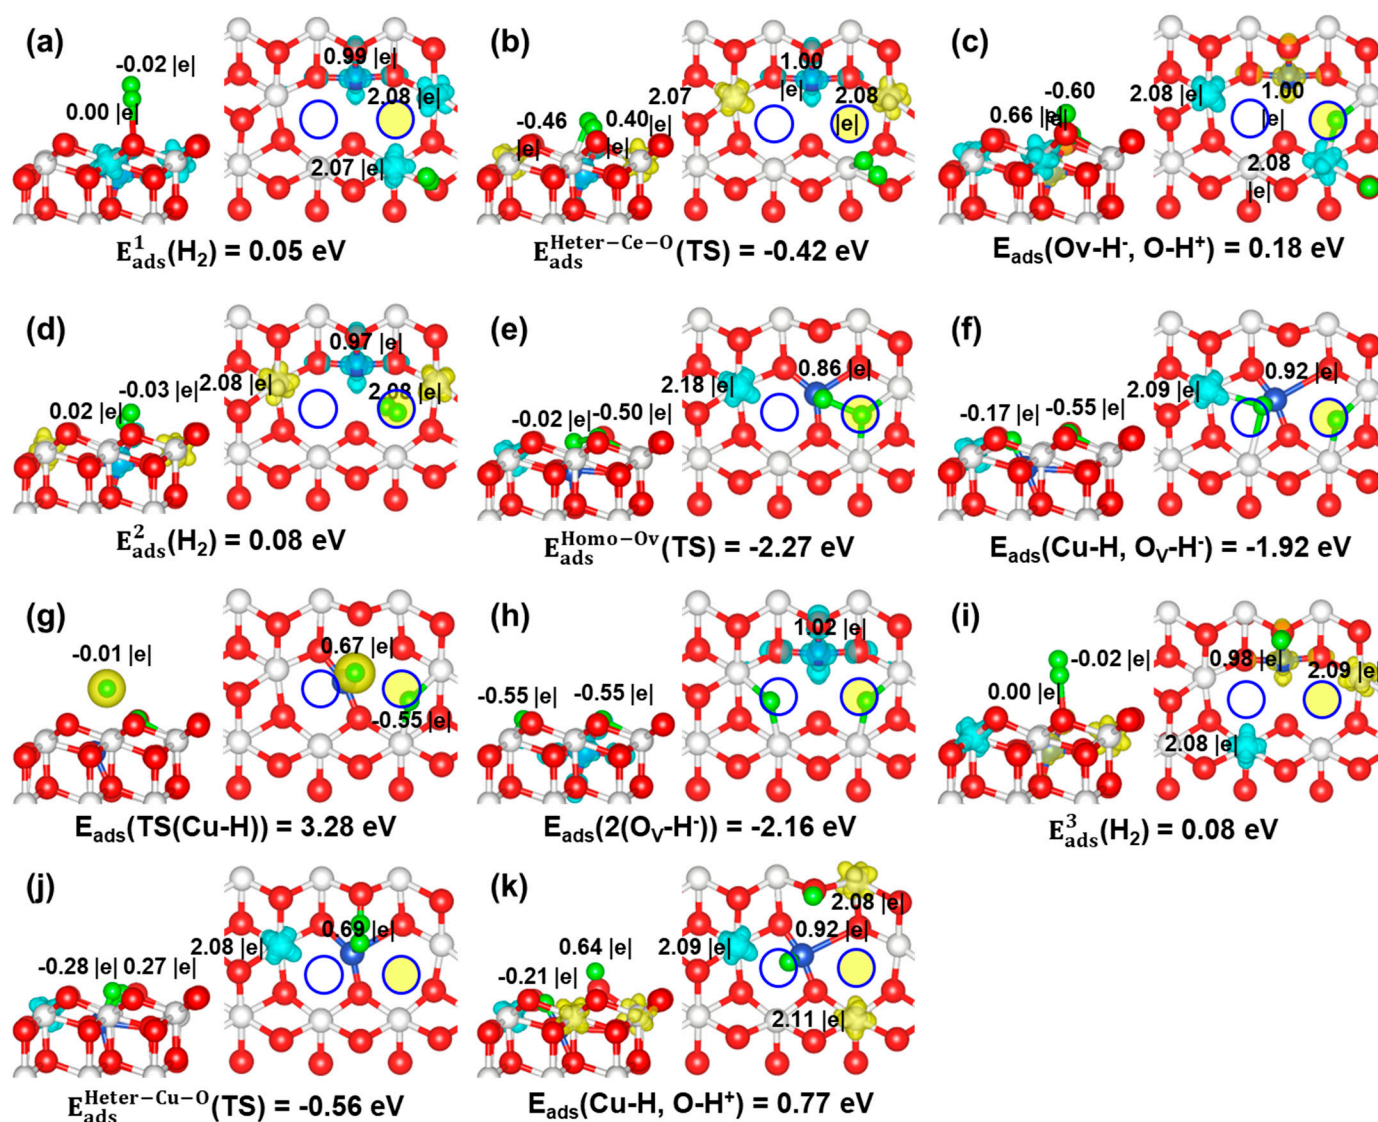 (a)
-0.02 |e|
0.00 |e|
0.99 |e|
2.08 |e|
2.07 |e|
E¹ads(H₂) = 0.05 eV
(b)
-0.46 |e|
0.40 |e|
2.07
1.00 |e|
2.08 |e|
E^Heter−Ce−O ads(TS) = -0.42 eV
(c)
-0.60 |e|
0.66 |e|
2.08 |e|
1.00 |e|
2.08 |e|
Eads(Ov-H⁻, O-H⁺) = 0.18 eV
(d)
-0.03 |e|
0.02 |e|
0.97 |e|
2.08 |e|
2.08 |e|
E²ads(H₂) = 0.08 eV
(e)
-0.02 |e|
-0.50 |e|
0.86 |e|
2.18 |e|
E^Homo−Ov ads(TS) = -2.27 eV
(f)
-0.17 |e|
-0.55 |e|
0.92 |e|
2.09 |e|
Eads(Cu-H, OV-H⁻) = -1.92 eV
(g)
-0.01 |e|
0.67 |e|
-0.55 |e|
Eads(TS(Cu-H)) = 3.28 eV
(h)
-0.55 |e|
-0.55 |e|
1.02 |e|
Eads(2(OV-H⁻)) = -2.16 eV
(i)
-0.02 |e|
0.00 |e|
0.98 |e|
2.09 |e|
2.08 |e|
E³ads(H₂) = 0.08 eV
(j)
-0.28 |e|
0.27 |e|
0.69 |e|
2.08 |e|
E^Heter−Cu−O ads(TS) = -0.56 eV
(k)
0.64 |e|
-0.21 |e|
2.08 |e|
0.92 |e|
2.09 |e|
2.11 |e|
Eads(Cu-H, O-H⁺) = 0.77 eV